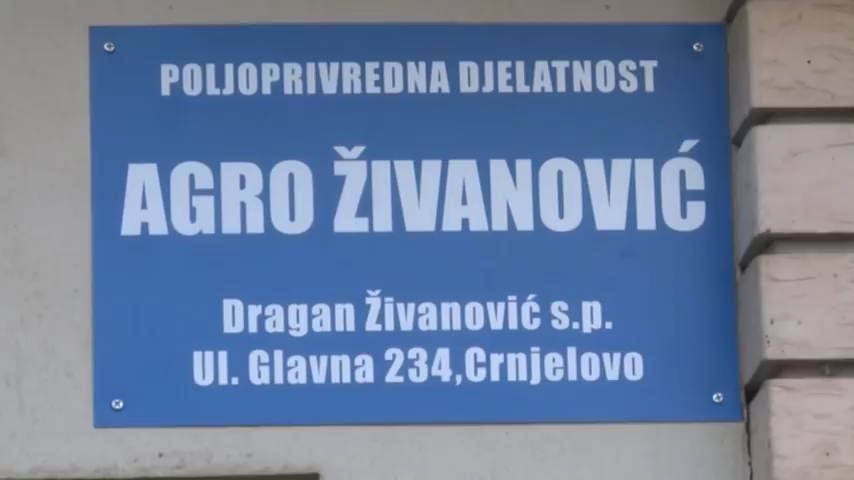 POLJOPRIVREDNA DJELATNOST
AGRO ŽIVANOVIĆ
Dragan Živanović s.p.
Ul. Glavna 234,Crnjelovo